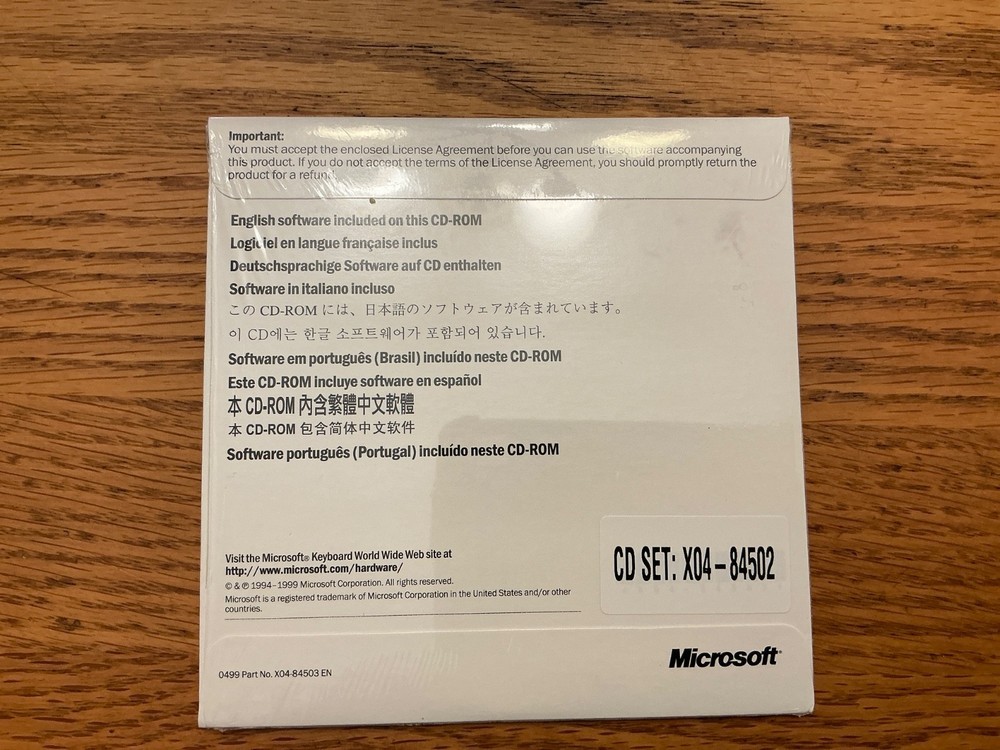 Important:
You must accept the enclosed License Agreement before you can use the software accompanying
this product. If you do not accept the terms of the License Agreement, you should promptly return the
product for a refund.
English software included on this CD-ROM
Logiciel en langue française inclus
Deutschsprachige Software auf CD enthalten
Software in italiano incluso
この CD-ROM には、日本語のソフトウェアが含まれています。
이 CD에는 한글 소프트웨어가 포함되어 있습니다.
Software em português (Brasil) incluído neste CD-ROM
Este CD-ROM incluye software en español
本 CD-ROM 內含繁體中文軟體
本 CD-ROM 包含简体中文软件
Software português (Portugal) incluído neste CD-ROM
Visit the Microsoft® Keyboard World Wide Web site at
http://www.microsoft.com/hardware/
© & ℗ 1994–1999 Microsoft Corporation. All rights reserved.
Microsoft is a registered trademark of Microsoft Corporation in the United States and/or other
countries.
CD SET: X04-84502
0499 Part No. X04-84503 EN
Microsoft®